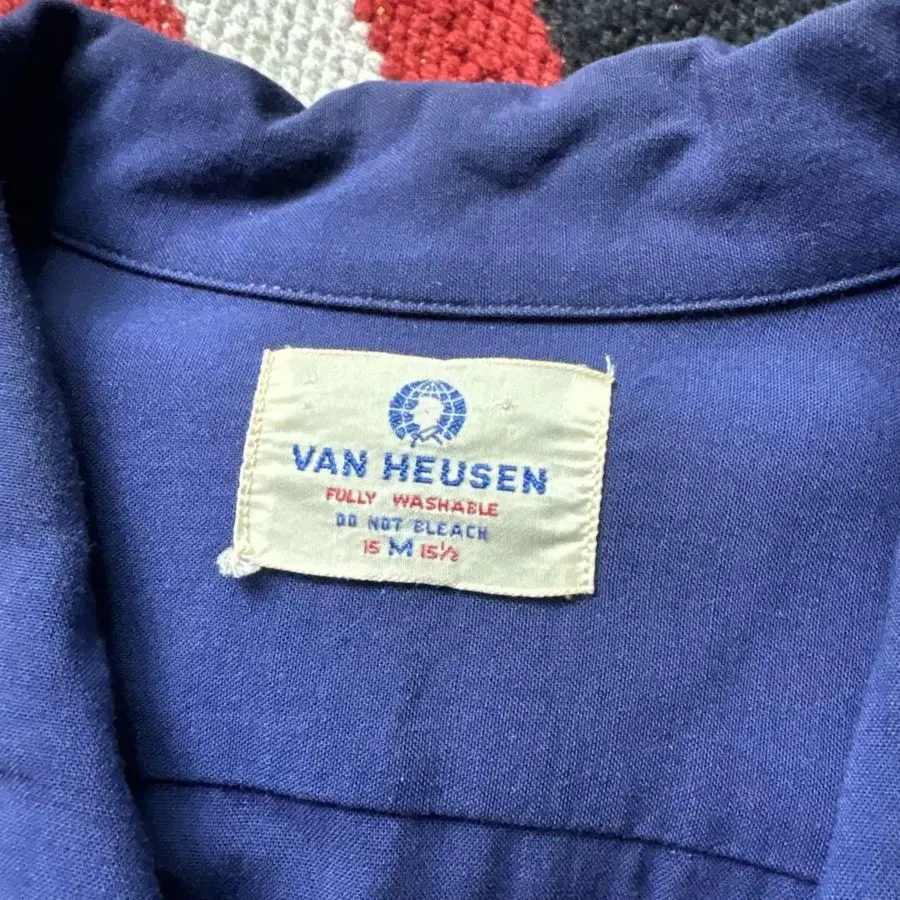 VAN HEUSEN
FULLY WASHABLE
DO NOT BLEACH
15 M 15½